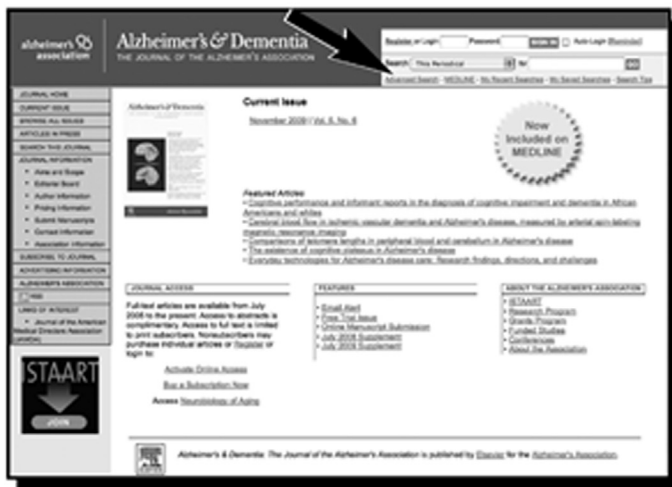 alzheimer's association
Alzheimer's & Dementia
THE JOURNAL OF THE ALZHEIMER'S ASSOCIATION
Register or Login: Password: SIGN IN Auto-Login [Reminder]
Search This Periodical for GO
Advanced Search - MEDLINE - My Recent Searches - My Saved Searches - Search Tips
JOURNAL HOME
CURRENT ISSUE
BROWSE ALL ISSUES
ARTICLES IN PRESS
SEARCH THIS JOURNAL
JOURNAL INFORMATION
• Aims and Scope
• Editorial Board
• Author Information
• Pricing Information
• Submit Manuscripts
• Contact Information
• Association Information
SUBSCRIBE TO JOURNAL
ADVERTISING INFORMATION
ALZHEIMER'S ASSOCIATION
RSS
LINKS OF INTEREST
• Journal of the American
Medical Directors Association
(JAMDA)
ISTAART
JOIN
Alzheimer's & Dementia
Current Issue
November 2009 | Vol. 5, No. 6
Now
Included on
MEDLINE
Featured Articles
• Cognitive performance and informant reports in the diagnosis of cognitive impairment and dementia in African
Americans and whites
• Cerebral blood flow in ischemic vascular dementia and Alzheimer's disease, measured by arterial spin-labeling
magnetic resonance imaging
• Comparisons of telomere lengths in peripheral blood and cerebellum in Alzheimer's disease
• The existence of cognitive plateaus in Alzheimer's disease
• Everyday technologies for Alzheimer's disease care: Research findings, directions, and challenges
JOURNAL ACCESS
Full-text articles are available from July
2005 to the present. Access to abstracts is
complimentary. Access to full text is limited
to print subscribers. Nonsubscribers may
purchase individual articles or Register or
login to:
Activate Online Access
Buy a Subscription Now
Access Neurobiology of Aging
FEATURES
• Email Alert
• Free Trial Issue
• Online Manuscript Submission
• July 2008 Supplement
• July 2009 Supplement
ABOUT THE ALZHEIMER'S ASSOCIATION
• ISTAART
• Research Program
• Grants Program
• Funded Studies
• Conferences
• About the Association
Alzheimer's & Dementia: The Journal of the Alzheimer's Association is published by Elsevier for the Alzheimer's Association.